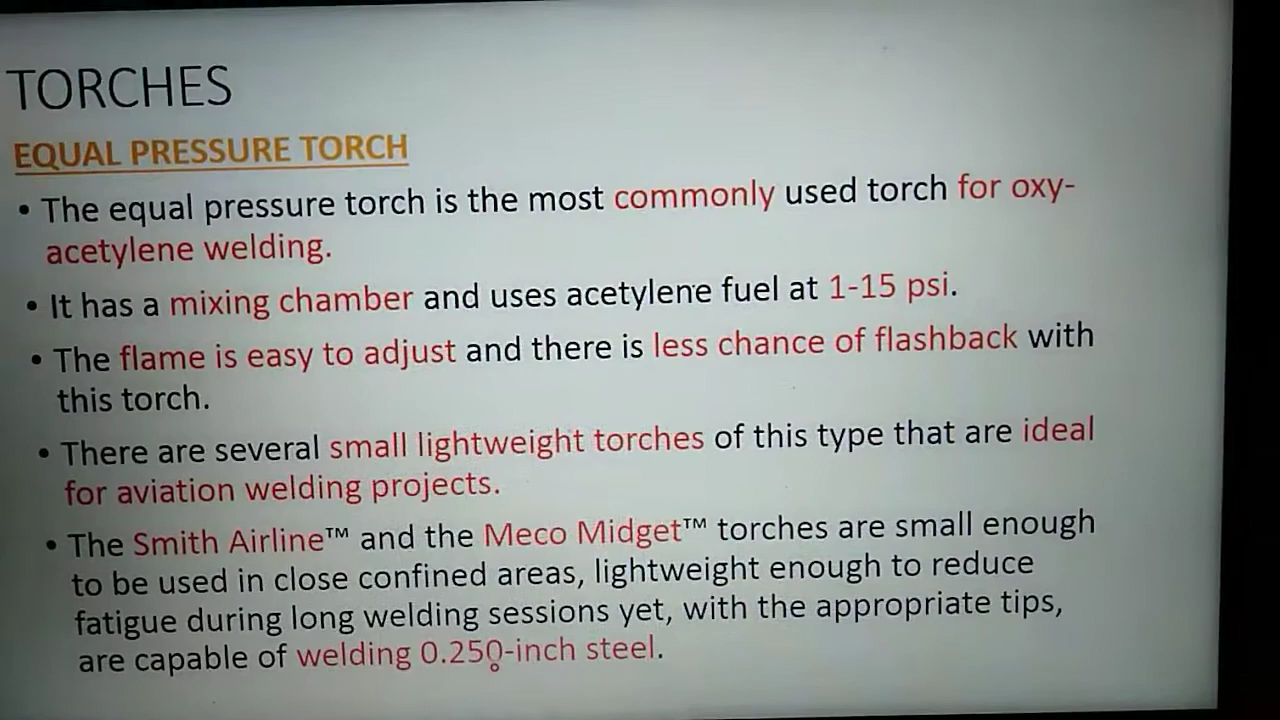 TORCHES
EQUAL PRESSURE TORCH
• The equal pressure torch is the most commonly used torch for oxy-
acetylene welding.
• It has a mixing chamber and uses acetylene fuel at 1-15 psi.
• The flame is easy to adjust and there is less chance of flashback with
this torch.
• There are several small lightweight torches of this type that are ideal
for aviation welding projects.
• The Smith Airline™ and the Meco Midget™ torches are small enough
to be used in close confined areas, lightweight enough to reduce
fatigue during long welding sessions yet, with the appropriate tips,
are capable of welding 0.250-inch steel.